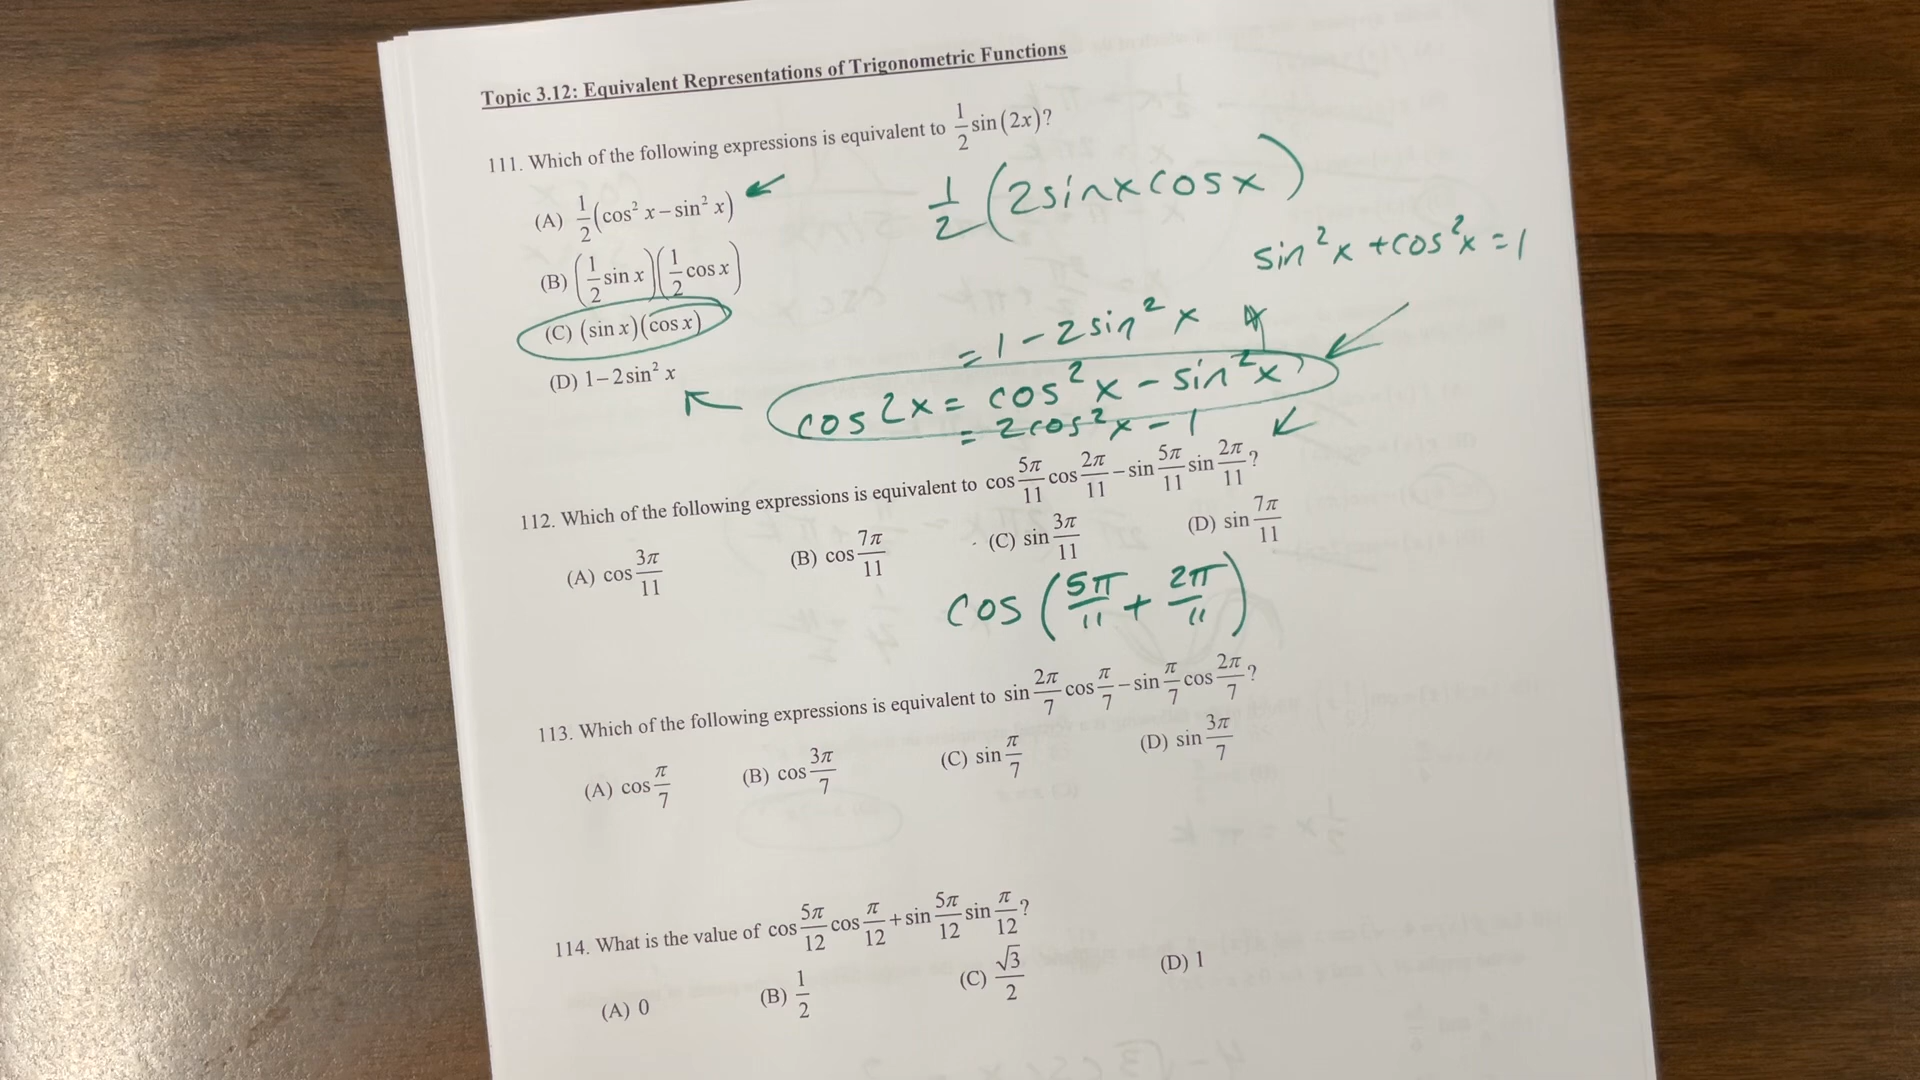 Topic 3.12: Equivalent Representations of Trigonometric Functions
111. Which of the following expressions is equivalent to 1/2 sin(2x)?
(A) 1/2(cos² x − sin² x)
1/2 (2sinxcosx)
sin²x + cos²x = 1
(B) (1/2 sin x)(1/2 cos x)
(C) (sin x)(cos x)
= 1 − 2sin²x
(D) 1 − 2sin² x
cos2x = cos²x − sin²x
= 2cos²x − 1
112. Which of the following expressions is equivalent to cos 5π/11 cos 2π/11 − sin 5π/11 sin 2π/11?
(A) cos 3π/11 (B) cos 7π/11 (C) sin 3π/11 (D) sin 7π/11
cos (5π/11 + 2π/11)
113. Which of the following expressions is equivalent to sin 2π/7 cos π/7 − sin π/7 cos 2π/7?
(A) cos π/7 (B) cos 3π/7 (C) sin π/7 (D) sin 3π/7
114. What is the value of cos 5π/12 cos π/12 + sin 5π/12 sin π/12?
(A) 0 (B) 1/2 (C) √3/2 (D) 1